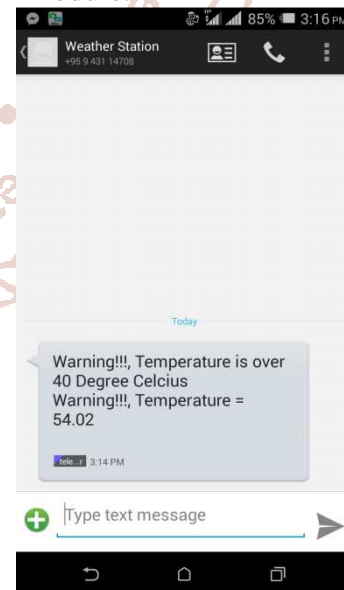 85% 3:16 PM
Weather Station
+95 9 431 14708
Today
Warning!!!, Temperature is over
40 Degree Celcius
Warning!!!, Temperature =
54.02
tele...r 3:14 PM
Type text message